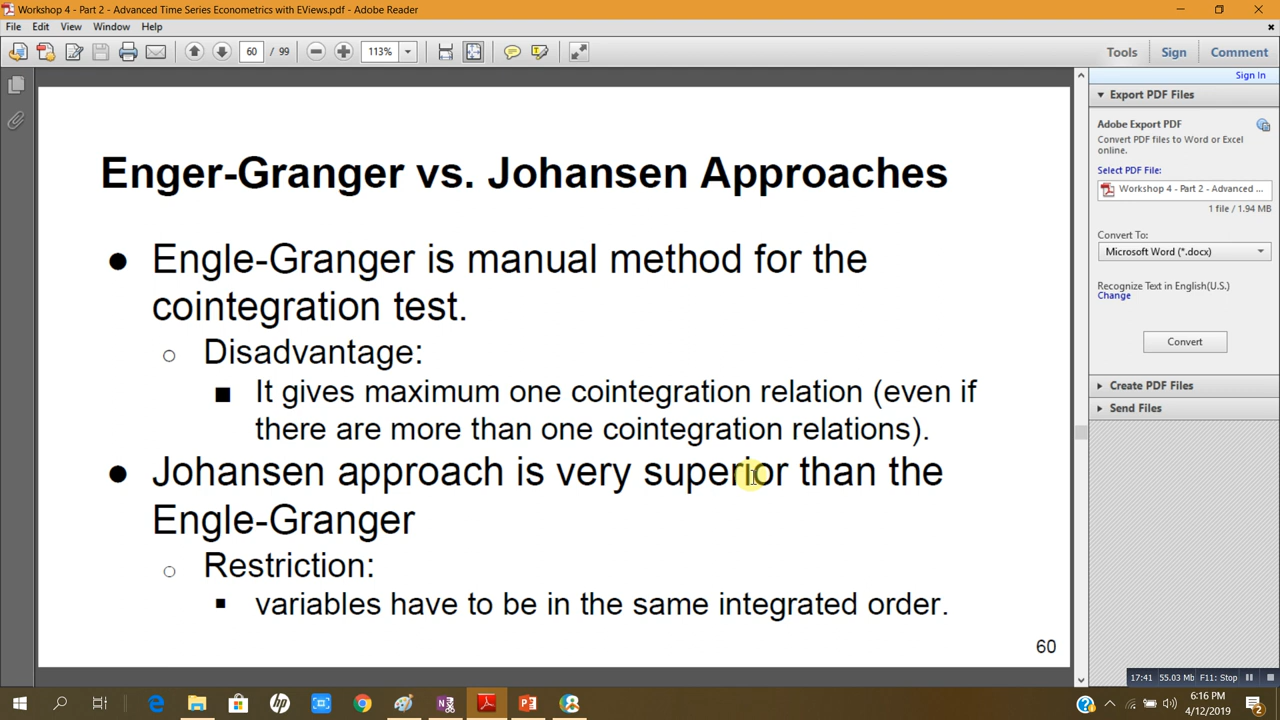 Workshop 4 - Part 2 - Advanced Time Series Econometrics with EViews.pdf - Adobe Reader
File Edit View Window Help
60 / 99 113% Tools Sign Comment
Sign In
Export PDF Files
Adobe Export PDF
Convert PDF files to Word or Excel
online.
Select PDF File:
Workshop 4 - Part 2 - Advanced ...
1 file / 1.94 MB
Convert To:
Microsoft Word (*.docx)
Recognize Text in English(U.S.)
Change
Convert
Create PDF Files
Send Files
Enger-Granger vs. Johansen Approaches
● Engle-Granger is manual method for the
cointegration test.
○ Disadvantage:
■ It gives maximum one cointegration relation (even if
there are more than one cointegration relations).
● Johansen approach is very superior than the
Engle-Granger
○ Restriction:
▪ variables have to be in the same integrated order.
60
17:41 55.03 Mb F11: Stop
6:16 PM
4/12/2019
2